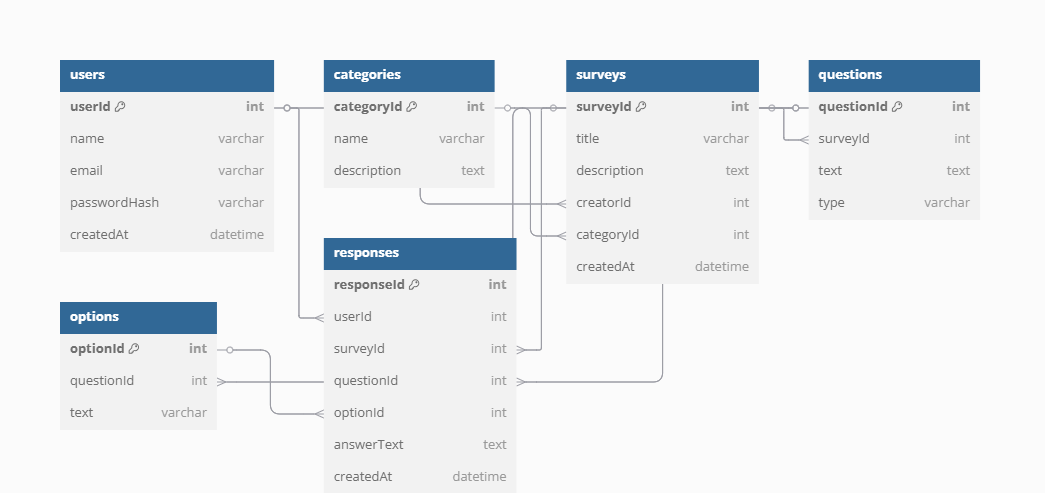 users
userId int
name varchar
email varchar
passwordHash varchar
createdAt datetime
categories
categoryId int
name varchar
description text
surveys
surveyId int
title varchar
description text
creatorId int
categoryId int
createdAt datetime
questions
questionId int
surveyId int
text text
type varchar
options
optionId int
questionId int
text varchar
responses
responseId int
userId int
surveyId int
questionId int
optionId int
answerText text
createdAt datetime